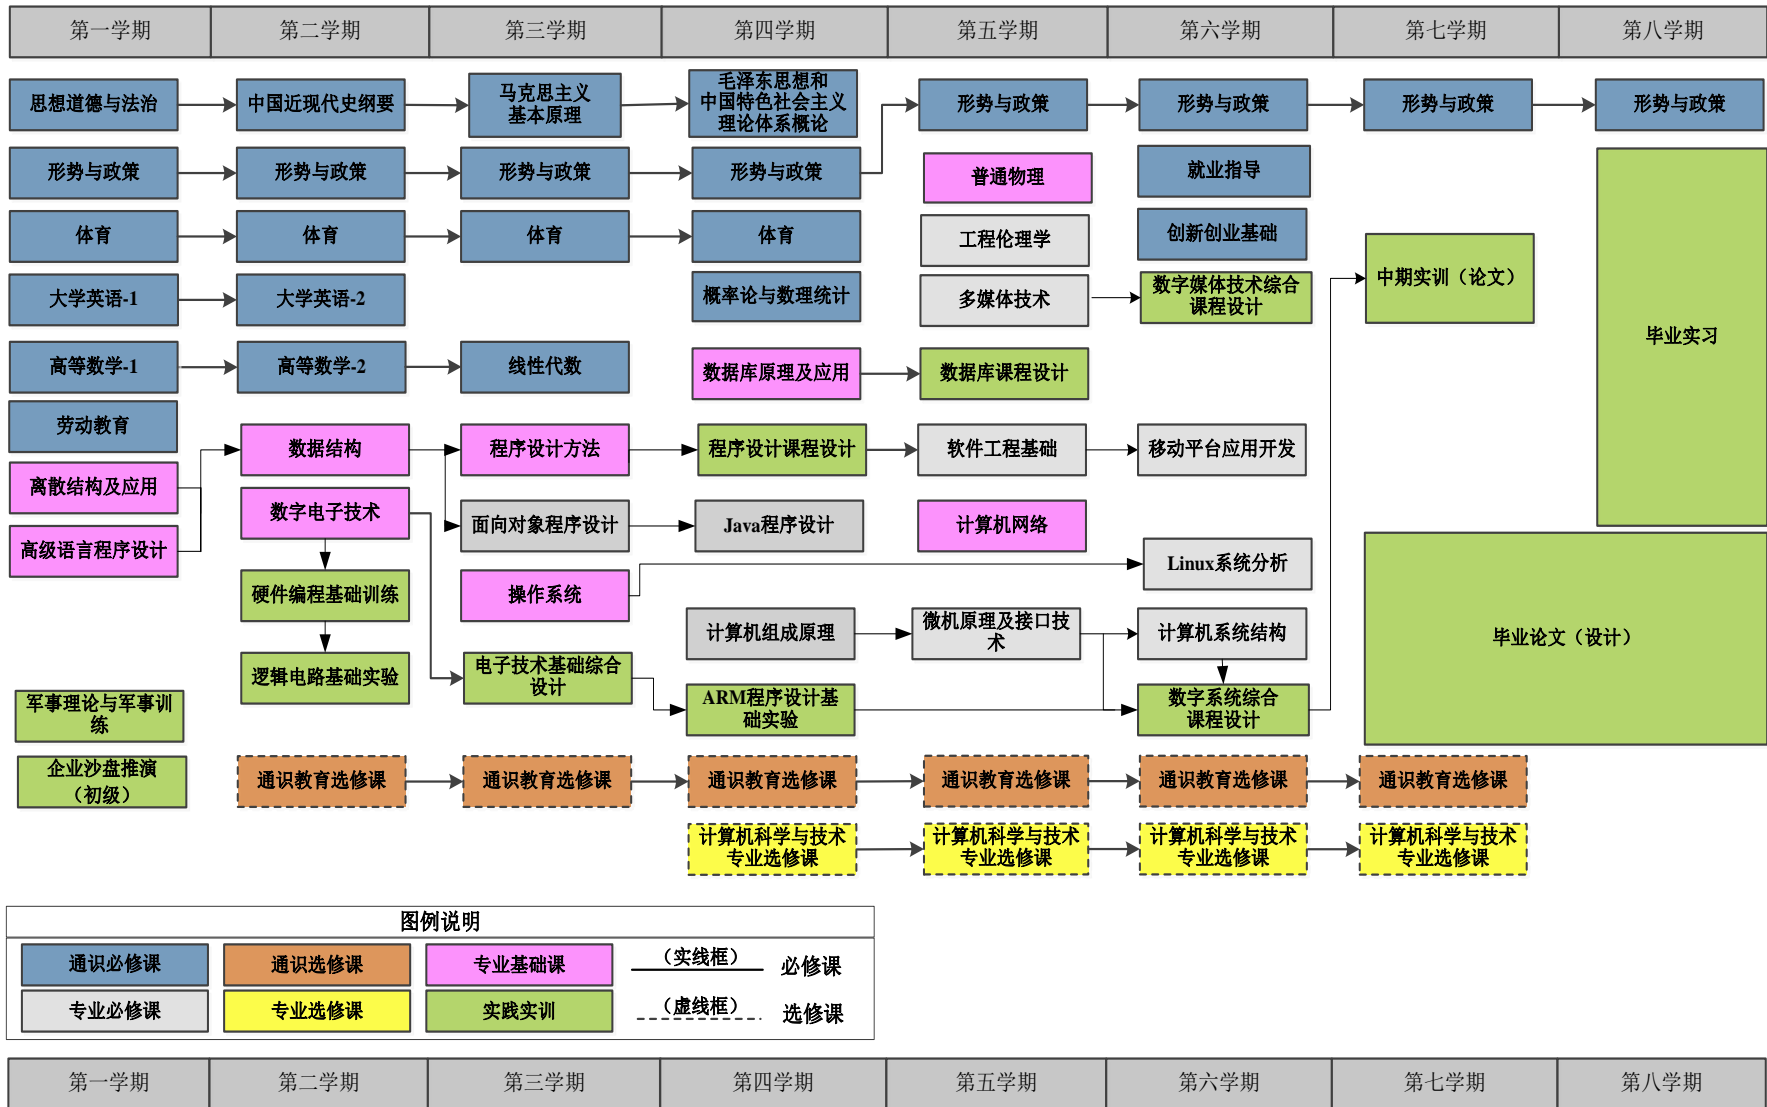 第一学期 第二学期 第三学期 第四学期 第五学期 第六学期 第七学期 第八学期
思想道德与法治
中国近现代史纲要
马克思主义
基本原理
毛泽东思想和
中国特色社会主义
理论体系概论
形势与政策
形势与政策
形势与政策
形势与政策
形势与政策
形势与政策
形势与政策
形势与政策
普通物理
就业指导
体育
体育
体育
体育
工程伦理学
创新创业基础
大学英语-1
大学英语-2
概率论与数理统计
多媒体技术
数字媒体技术综合
课程设计
中期实训（论文）
毕业实习
高等数学-1
高等数学-2
线性代数
数据库原理及应用
数据库课程设计
劳动教育
数据结构
程序设计方法
程序设计课程设计
软件工程基础
移动平台应用开发
离散结构及应用
数字电子技术
面向对象程序设计
Java程序设计
计算机网络
高级语言程序设计
Linux系统分析
硬件编程基础训练
操作系统
计算机组成原理
微机原理及接口技
术
计算机系统结构
毕业论文（设计）
逻辑电路基础实验
电子技术基础综合
设计
ARM程序设计基
础实验
数字系统综合
课程设计
军事理论与军事训
练
企业沙盘推演
（初级）
通识教育选修课
通识教育选修课
通识教育选修课
通识教育选修课
通识教育选修课
通识教育选修课
计算机科学与技术
专业选修课
计算机科学与技术
专业选修课
计算机科学与技术
专业选修课
计算机科学与技术
专业选修课
图例说明
通识必修课
通识选修课
专业基础课
（实线框）
必修课
专业必修课
专业选修课
实践实训
（虚线框）
选修课
第一学期 第二学期 第三学期 第四学期 第五学期 第六学期 第七学期 第八学期